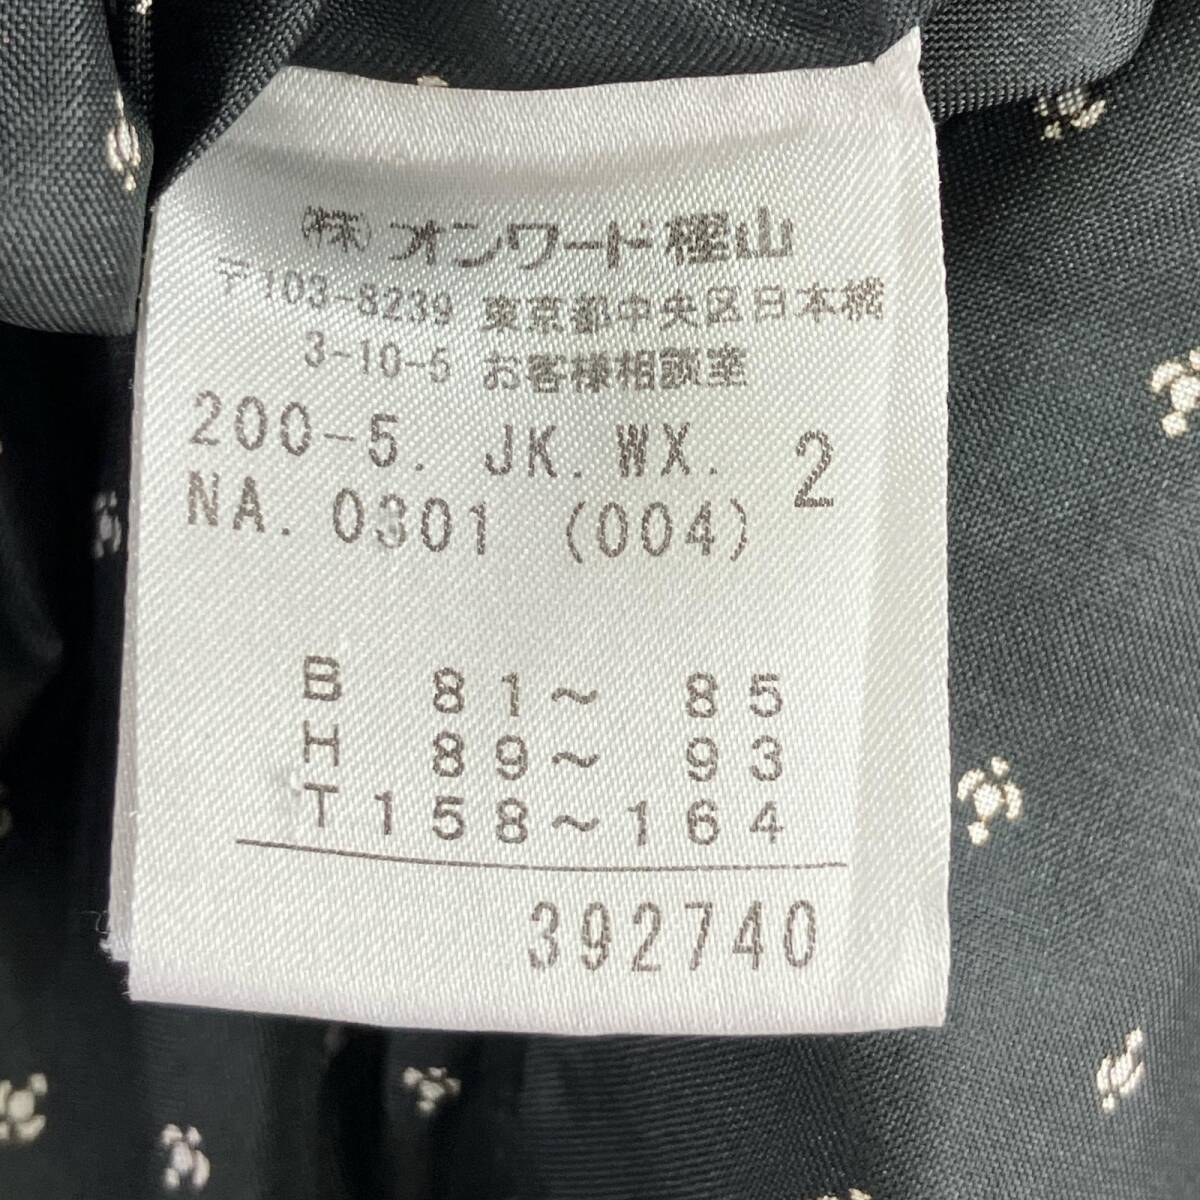 ㈱オンワード樫山
〒103-8239 東京都中央区日本橋
3-10-5 お客様相談室
200-5. JK. WX. 2
NA. 0301 (004)
B 81~ 85
H 89~ 93
T 158~164
392740